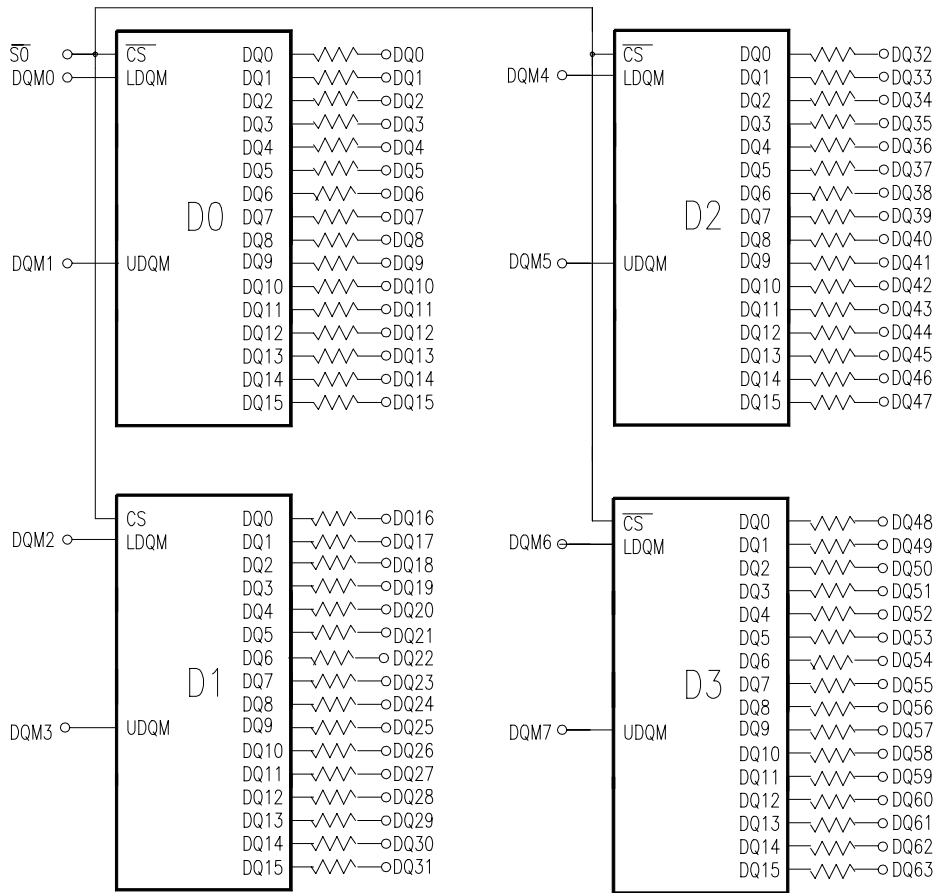 S̅0̅ C̅S̅ DQ0 DQ0
DQM0 LDQM DQ1 DQ1
DQ2 DQ2
DQ3 DQ3
DQ4 DQ4
DQ5 DQ5
DQ6 DQ6
DQ7 DQ7
D0
DQ8 DQ8
DQM1 UDQM DQ9 DQ9
DQ10 DQ10
DQ11 DQ11
DQ12 DQ12
DQ13 DQ13
DQ14 DQ14
DQ15 DQ15
C̅S̅ DQ0 DQ32
DQM4 LDQM DQ1 DQ33
DQ2 DQ34
DQ3 DQ35
DQ4 DQ36
DQ5 DQ37
DQ6 DQ38
DQ7 DQ39
D2
DQ8 DQ40
DQM5 UDQM DQ9 DQ41
DQ10 DQ42
DQ11 DQ43
DQ12 DQ44
DQ13 DQ45
DQ14 DQ46
DQ15 DQ47
CS DQ0 DQ16
DQM2 LDQM DQ1 DQ17
DQ2 DQ18
DQ3 DQ19
DQ4 DQ20
DQ5 DQ21
DQ6 DQ22
DQ7 DQ23
D1
DQ8 DQ24
DQM3 UDQM DQ9 DQ25
DQ10 DQ26
DQ11 DQ27
DQ12 DQ28
DQ13 DQ29
DQ14 DQ30
DQ15 DQ31
C̅S̅ DQ0 DQ48
DQM6 LDQM DQ1 DQ49
DQ2 DQ50
DQ3 DQ51
DQ4 DQ52
DQ5 DQ53
DQ6 DQ54
DQ7 DQ55
D3
DQ8 DQ56
DQM7 UDQM DQ9 DQ57
DQ10 DQ58
DQ11 DQ59
DQ12 DQ60
DQ13 DQ61
DQ14 DQ62
DQ15 DQ63